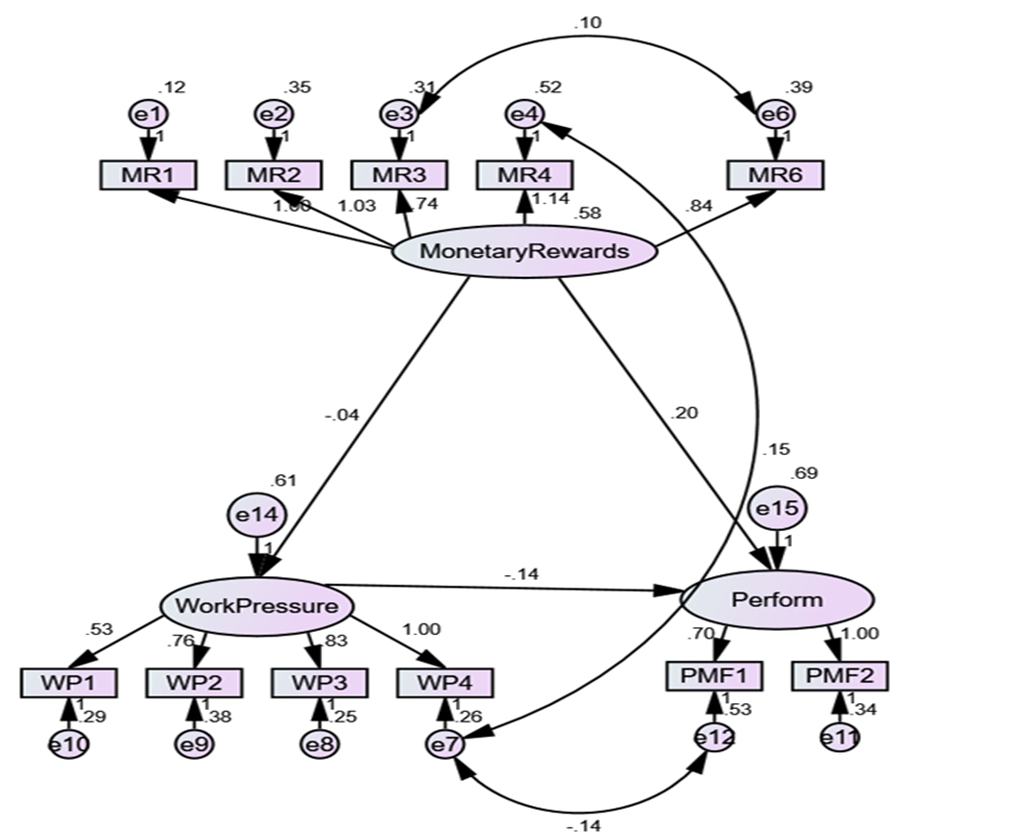 .10
.12 .35 .31 .52 .39
e1 e2 e3 e4 e6
1 1 1 1 1
MR1 MR2 MR3 MR4 MR6
1.00 1.03 .74 1.14 .58 .84
MonetaryRewards
-.04 .20
.15
.61 .69
e14 e15
1 1
-.14
WorkPressure Perform
.53 .76 .83 1.00 .70 1.00
WP1 WP2 WP3 WP4 PMF1 PMF2
1 1 1 1 1 1
.29 .38 .25 .26 .53 .34
e10 e9 e8 e7 e12 e11
-.14